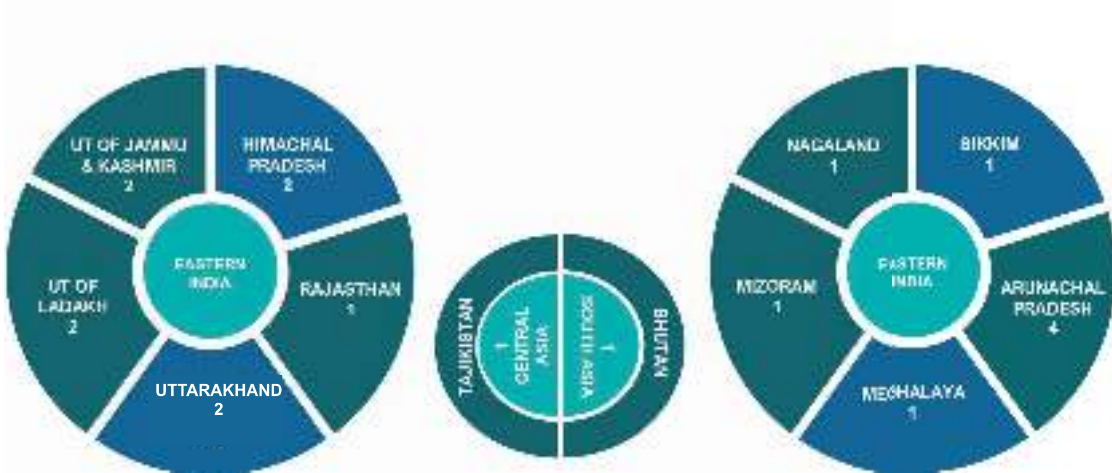 UT OF JAMMU
& KASHMIR
2
HIMACHAL
PRADESH
2
RAJASTHAN
1
UTTARAKHAND
2
UT OF
LADAKH
2
EASTERN
INDIA
TAJIKISTAN
1
CENTRAL
ASIA
SOUTH ASIA
1
BHUTAN
NAGALAND
1
SIKKIM
1
ARUNACHAL
PRADESH
4
MEGHALAYA
1
MIZORAM
1
EASTERN
INDIA